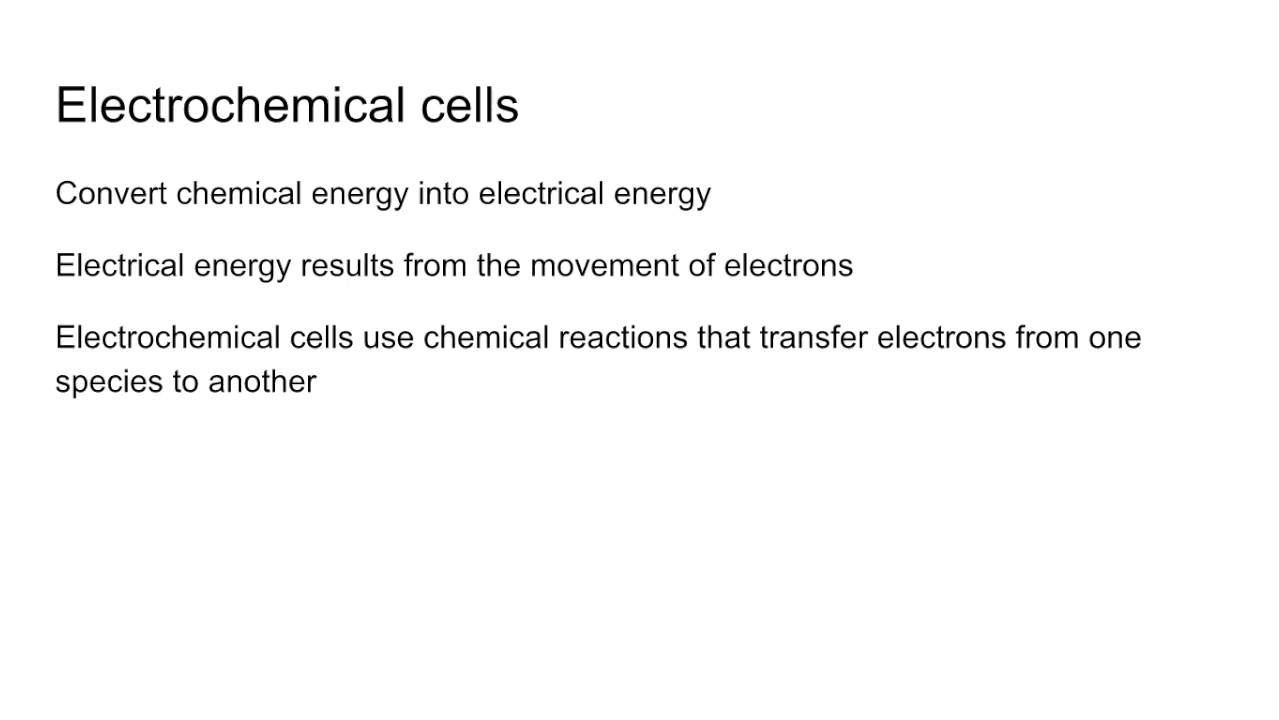 Electrochemical cells
Convert chemical energy into electrical energy
Electrical energy results from the movement of electrons
Electrochemical cells use chemical reactions that transfer electrons from one
species to another